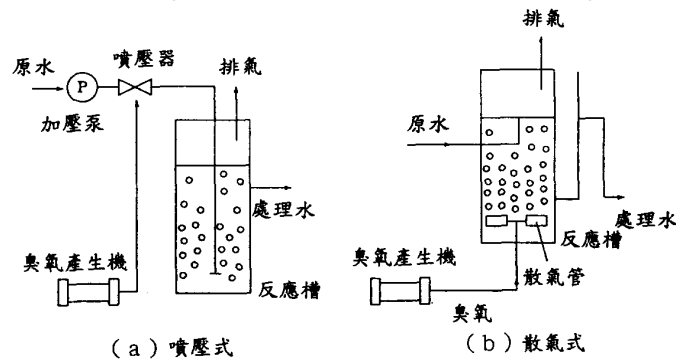 噴壓器
原水
P
加壓泵
排氣
處理水
臭氧產生機
反應槽
(a) 噴壓式
排氣
原水
處理水
反應槽
臭氧產生機
散氣管
臭氧
(b) 散氣式